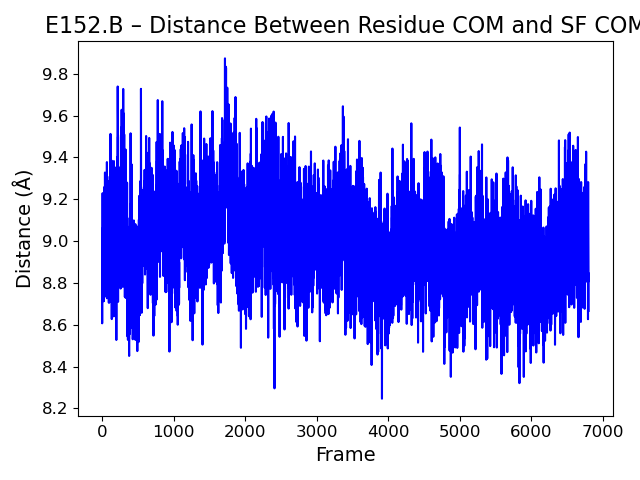 E152.B – Distance Between Residue COM and SF COM
9.8
9.6
9.4
9.2
9.0
8.8
8.6
8.4
8.2
Distance (Å)
0 1000 2000 3000 4000 5000 6000 7000
Frame